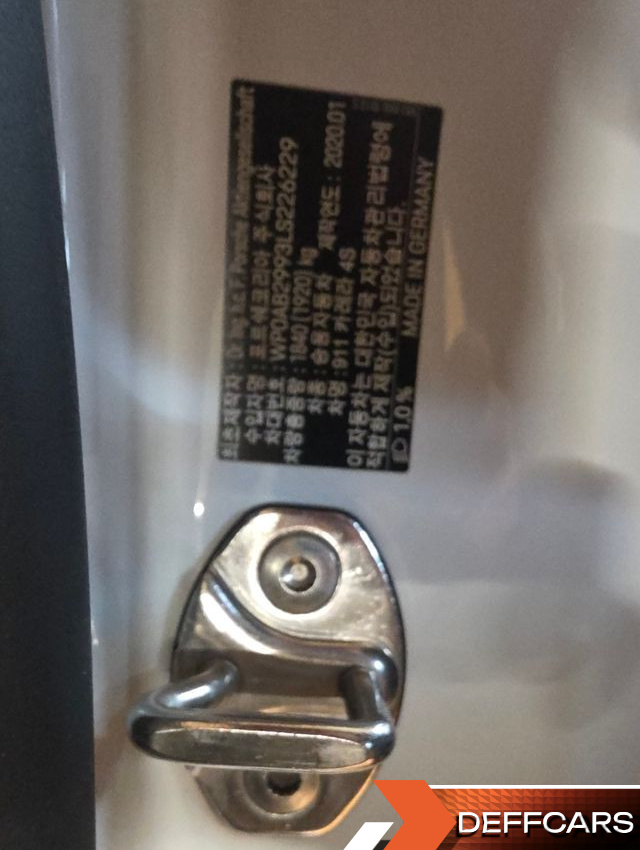 최초제작자 : Dr. Ing. h.c. F. Porsche Aktiengesellschaft
수입자명 : 포르쉐코리아 주식회사
차대번호 : WP0AB2993LS226229
차량총중량 : 1840 (1920) kg
차종 : 승용자동차 제작연도 : 2020.01
차명 : 911 카레라 4S
이 자동차는 대한민국 자동차관리법령에
적합하게 제작(수입)되었습니다.
1.0 % MADE IN GERMANY
DEFFCARS